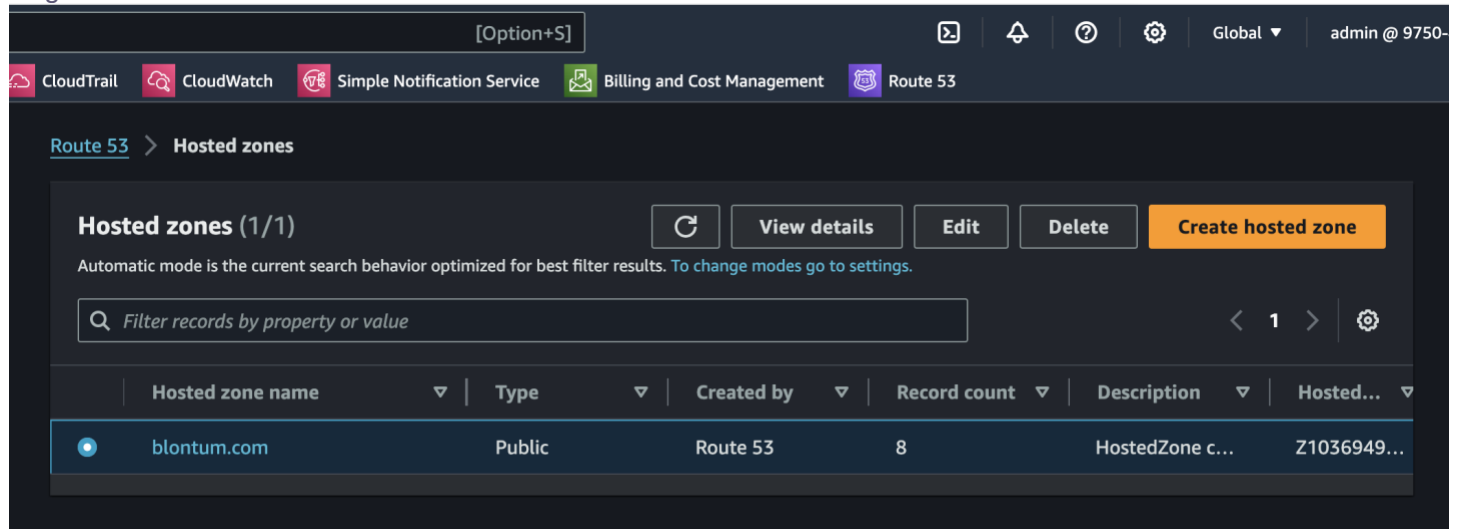 [Option+S]
Global
admin @ 9750-
CloudTrail
CloudWatch
Simple Notification Service
Billing and Cost Management
Route 53
Route 53 > Hosted zones
Hosted zones (1/1)
View details
Edit
Delete
Create hosted zone
Automatic mode is the current search behavior optimized for best filter results. To change modes go to settings.
Filter records by property or value
1
Hosted zone name Type Created by Record count Description Hosted...
blontum.com Public Route 53 8 HostedZone c... Z1036949...